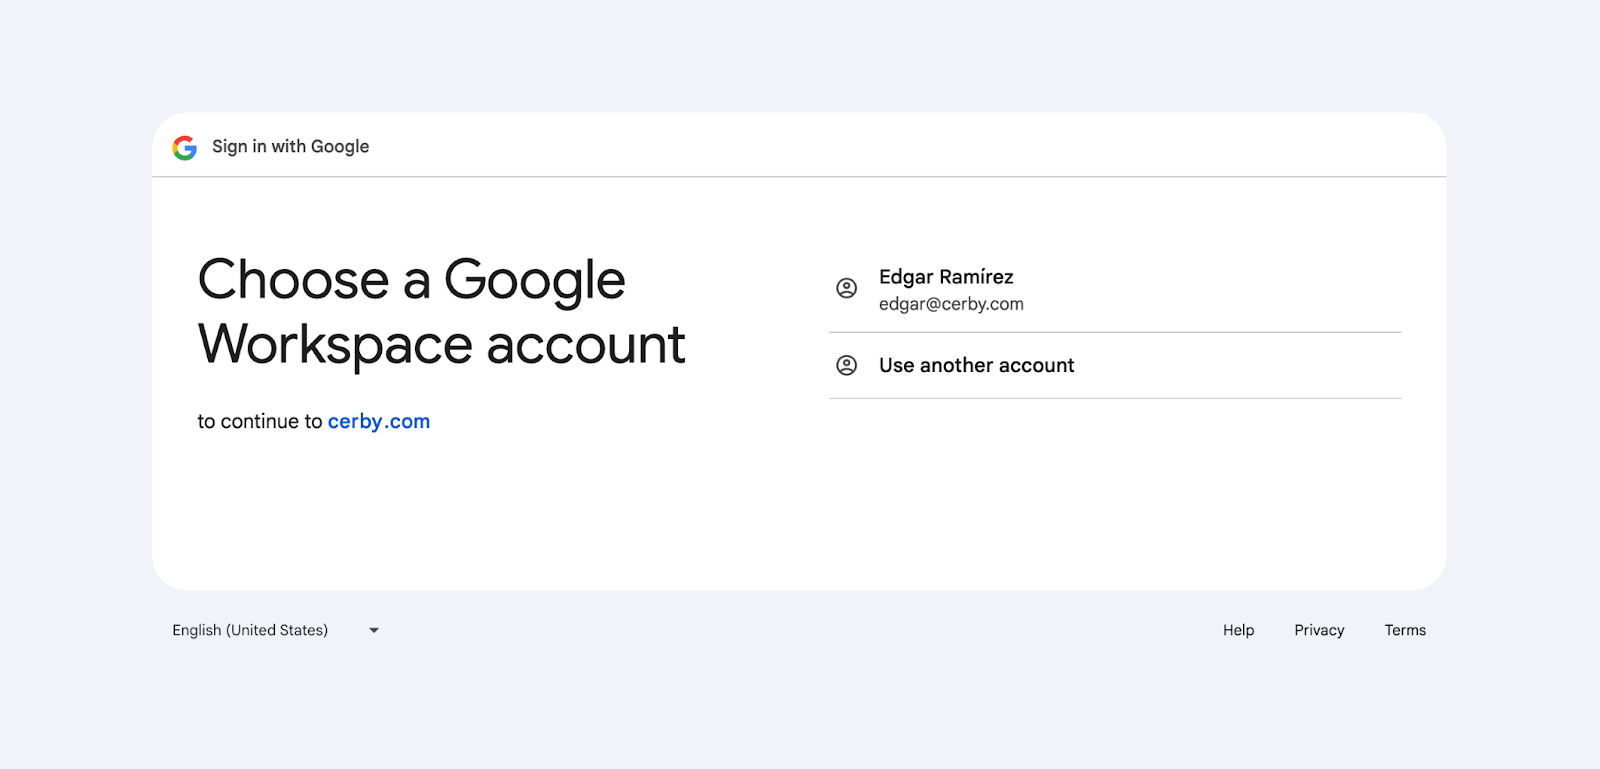 Sign in with Google
Choose a Google
Workspace account
to continue to cerby.com
Edgar Ramírez
edgar@cerby.com
Use another account
English (United States)
Help
Privacy
Terms